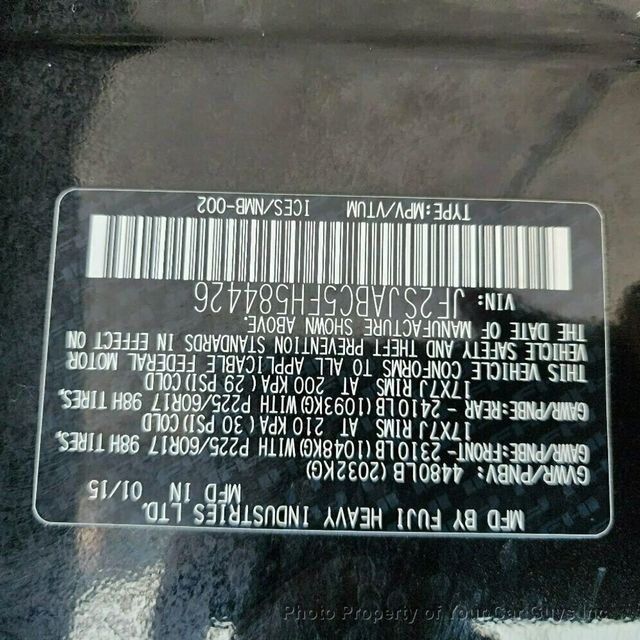 MFD BY FUJI HEAVY INDUSTRIES LTD.
MFD IN 01/15
GVWR/PNBV: 4480LB(2032KG)
GAWR/PNBE:FRONT- 2310LB(1048KG)WITH P225/60R17 98H TIRES,
17X7J RIMS AT 210 KPA(30 PSI)COLD
GAWR/PNBE:REAR- 2410LB(1093KG)WITH P225/60R17 98H TIRES,
17X7J RIMS AT 200 KPA(29 PSI)COLD
THIS VEHICLE CONFORMS TO ALL APPLICABLE FEDERAL MOTOR
VEHICLE SAFETY AND THEFT PREVENTION STANDARDS IN EFFECT ON
THE DATE OF MANUFACTURE SHOWN ABOVE.
VIN: JF2SJABC5FH584426
TYPE:MPV/VTUM ICES/NMB-002
Photo Property of YourCarGuys Inc